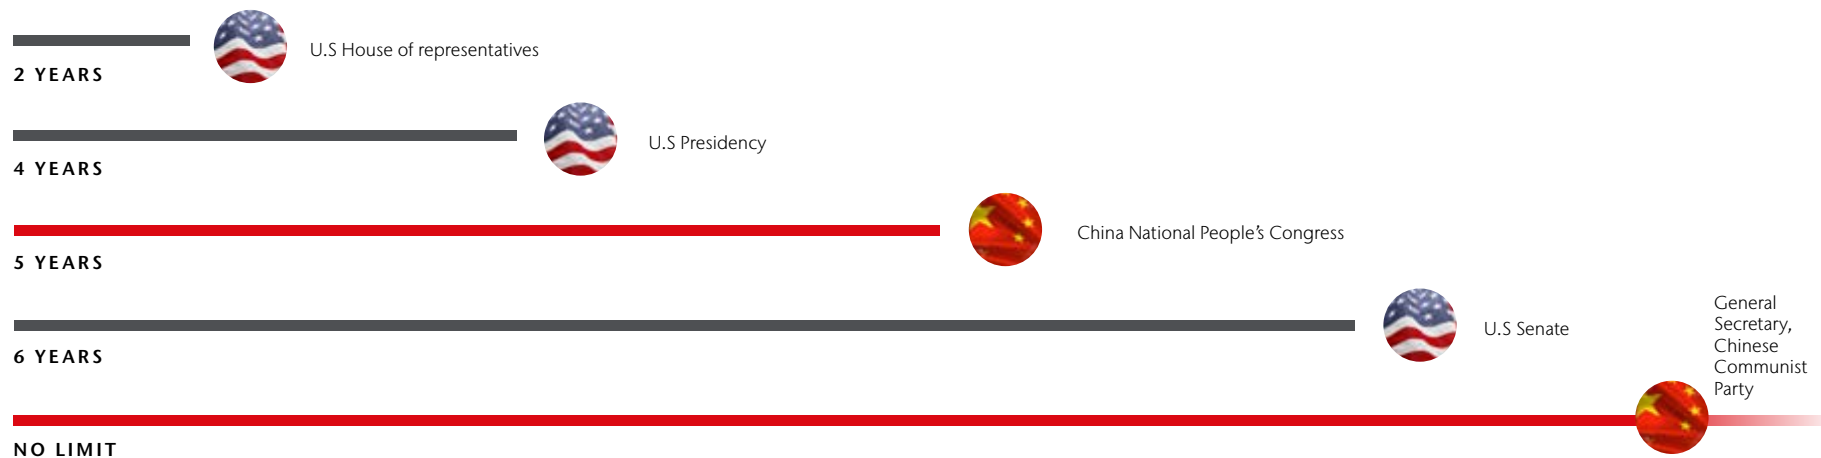 U.S House of representatives
2 YEARS
U.S Presidency
4 YEARS
China National People’s Congress
5 YEARS
U.S Senate
6 YEARS
General
Secretary,
Chinese
Communist
Party
NO LIMIT